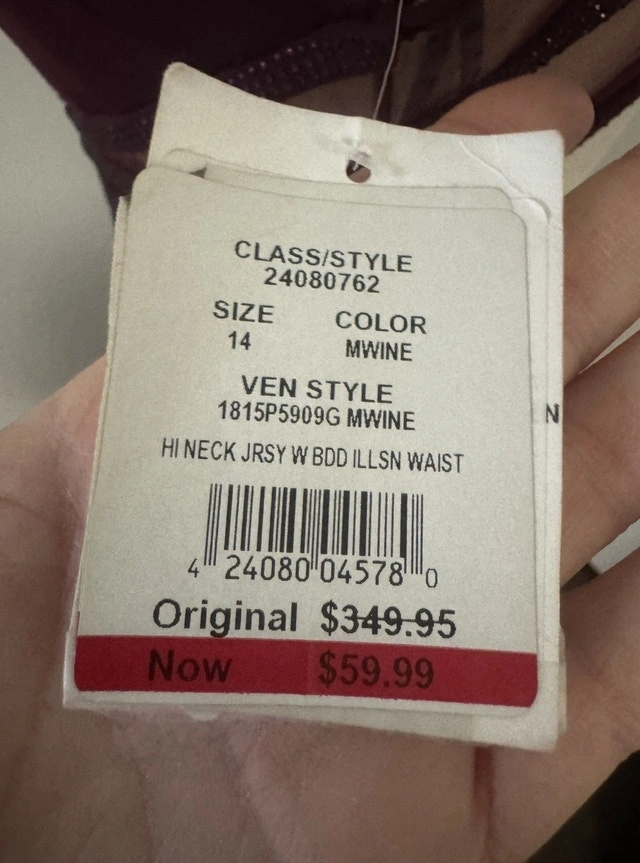 CLASS/STYLE
24080762
SIZE COLOR
14 MWINE
VEN STYLE
1815P5909G MWINE
N
HI NECK JRSY W BDD ILLSN WAIST
4 24080 04578 0
Original $349.95
Now $59.99